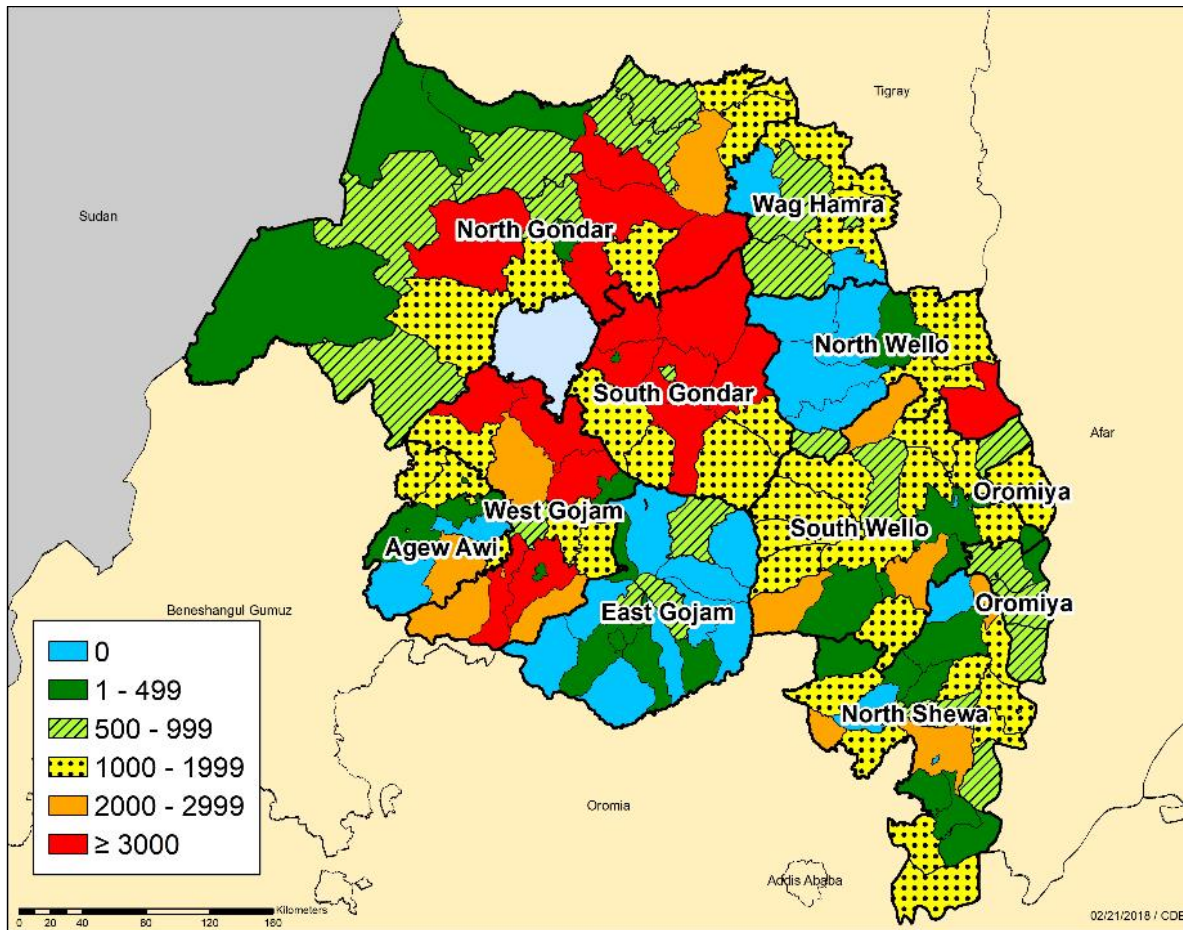 Tigray
Wag Hamra
Sudan
North Gondar
North Wello
South Gondar
Afar
Oromiya
West Gojam
South Wello
Agew Awi
Beneshangul Gumuz
East Gojam
Oromiya
North Shewa
0
1 - 499
500 - 999
1000 - 1999
2000 - 2999
≥ 3000
Oromia
Addis Ababa
Kilometers
0 20 40 80 120 160
02/21/2018 / CDE